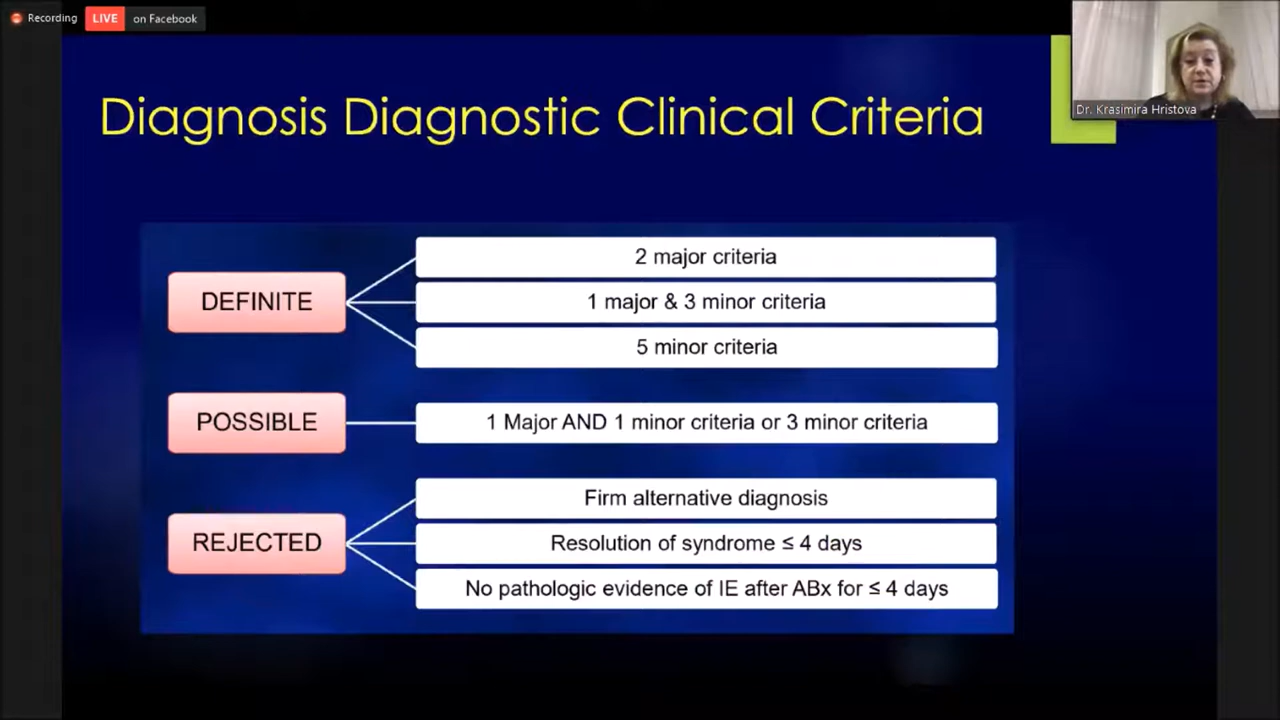 Recording LIVE on Facebook
Dr. Krasimira Hristova
Diagnosis Diagnostic Clinical Criteria
DEFINITE
2 major criteria
1 major & 3 minor criteria
5 minor criteria
POSSIBLE
1 Major AND 1 minor criteria or 3 minor criteria
REJECTED
Firm alternative diagnosis
Resolution of syndrome ≤ 4 days
No pathologic evidence of IE after ABx for ≤ 4 days